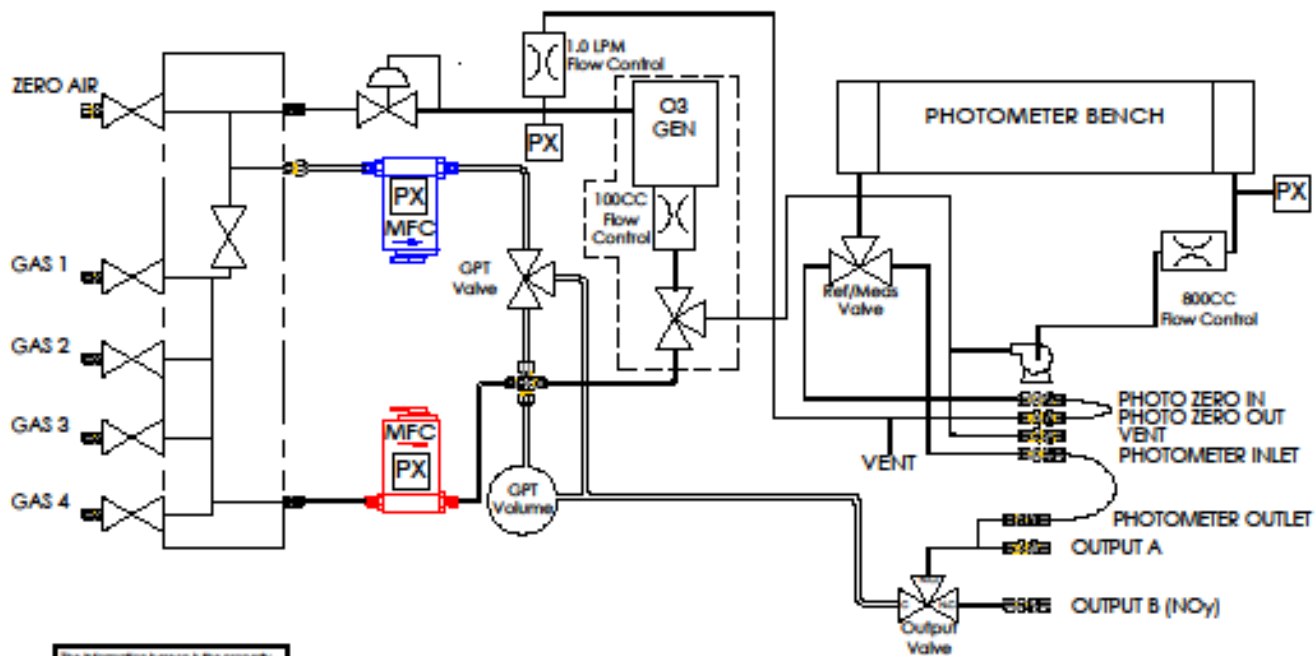 ZERO AIR
GAS 1
GAS 2
GAS 3
GAS 4
PX
MFC
MFC
PX
1.0 LPM
Flow Control
PX
O3
GEN
100CC
Flow
Control
GPT
Valve
GPT
Volume
PHOTOMETER BENCH
PX
Ref/Meas
Valve
800CC
Flow Control
PHOTO ZERO IN
PHOTO ZERO OUT
VENT
PHOTOMETER INLET
VENT
PHOTOMETER OUTLET
OUTPUT A
OUTPUT B (NOy)
Output
Valve